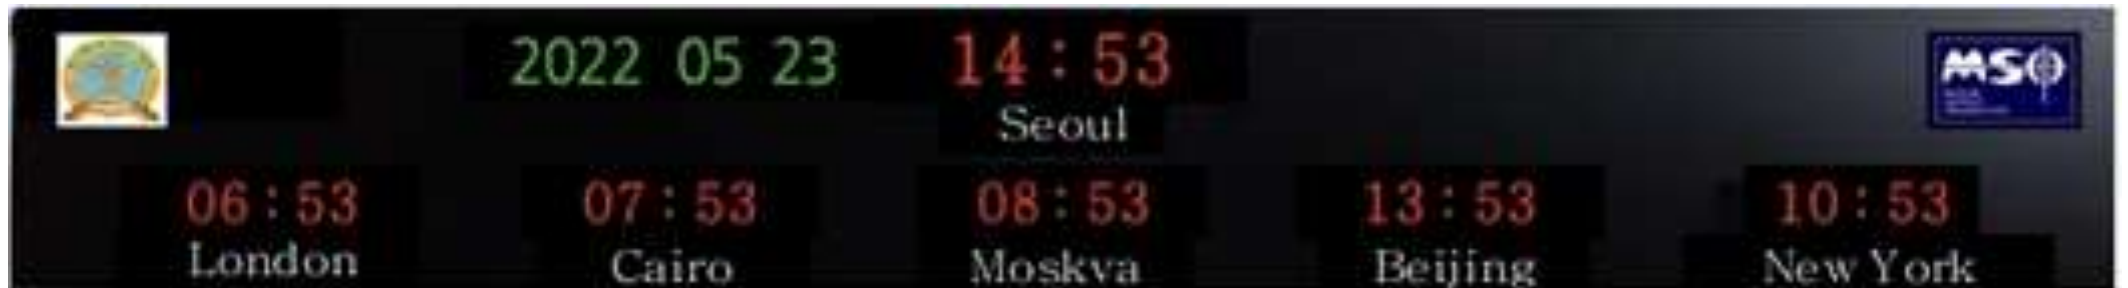 2022 05 23 14:53
Seoul
MSO
06:53 07:53 08:53 13:53 10:53
London Cairo Moskva Beijing New York